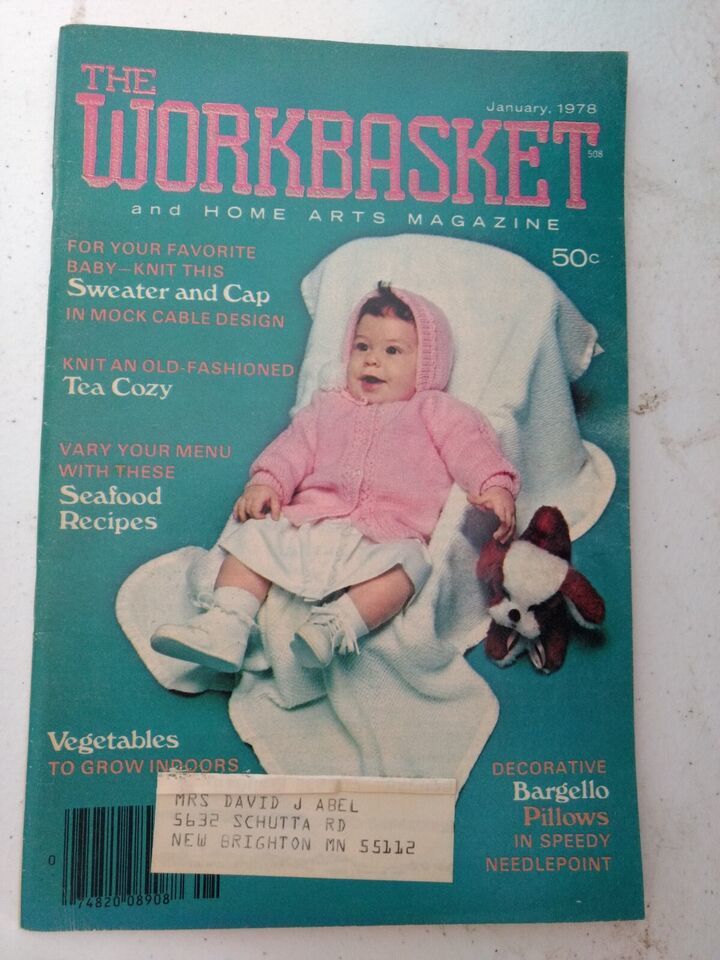 THE
WORKBASKET
January, 1978
508
and HOME ARTS MAGAZINE
50c
FOR YOUR FAVORITE
BABY—KNIT THIS
Sweater and Cap
IN MOCK CABLE DESIGN
KNIT AN OLD-FASHIONED
Tea Cozy
VARY YOUR MENU
WITH THESE
Seafood
Recipes
Vegetables
TO GROW INDOORS
DECORATIVE
Bargello
Pillows
IN SPEEDY
NEEDLEPOINT
MRS DAVID J ABEL
5632 SCHUTTA RD
NEW BRIGHTON MN 55112
0
74820 08908